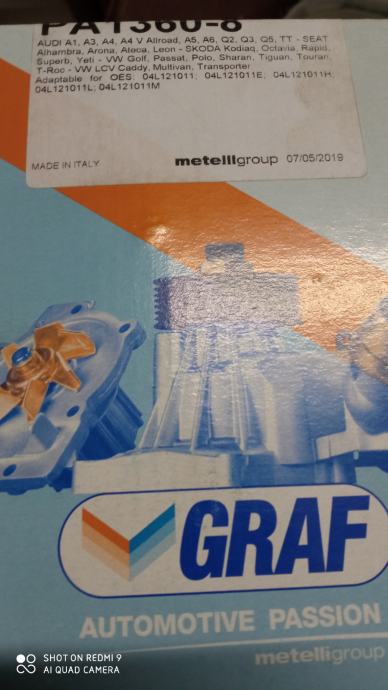 PA1360-8
AUDI A1, A3, A4, A4 V Allroad, A5, A6, Q2, Q3, Q5, TT - SEAT
Alhambra, Arona, Ateca, Leon - SKODA Kodiaq, Octavia, Rapid,
Superb, Yeti - VW Golf, Passat, Polo, Sharan, Tiguan, Touran,
T-Roc - VW LCV Caddy, Multivan, Transporter
Adaptable for OES: 04L121011; 04L121011E; 04L121011H;
04L121011L; 04L121011M
MADE IN ITALY metelligroup 07/05/2019
GRAF
AUTOMOTIVE PASSION
metelligroup
SHOT ON REDMI 9
AI QUAD CAMERA